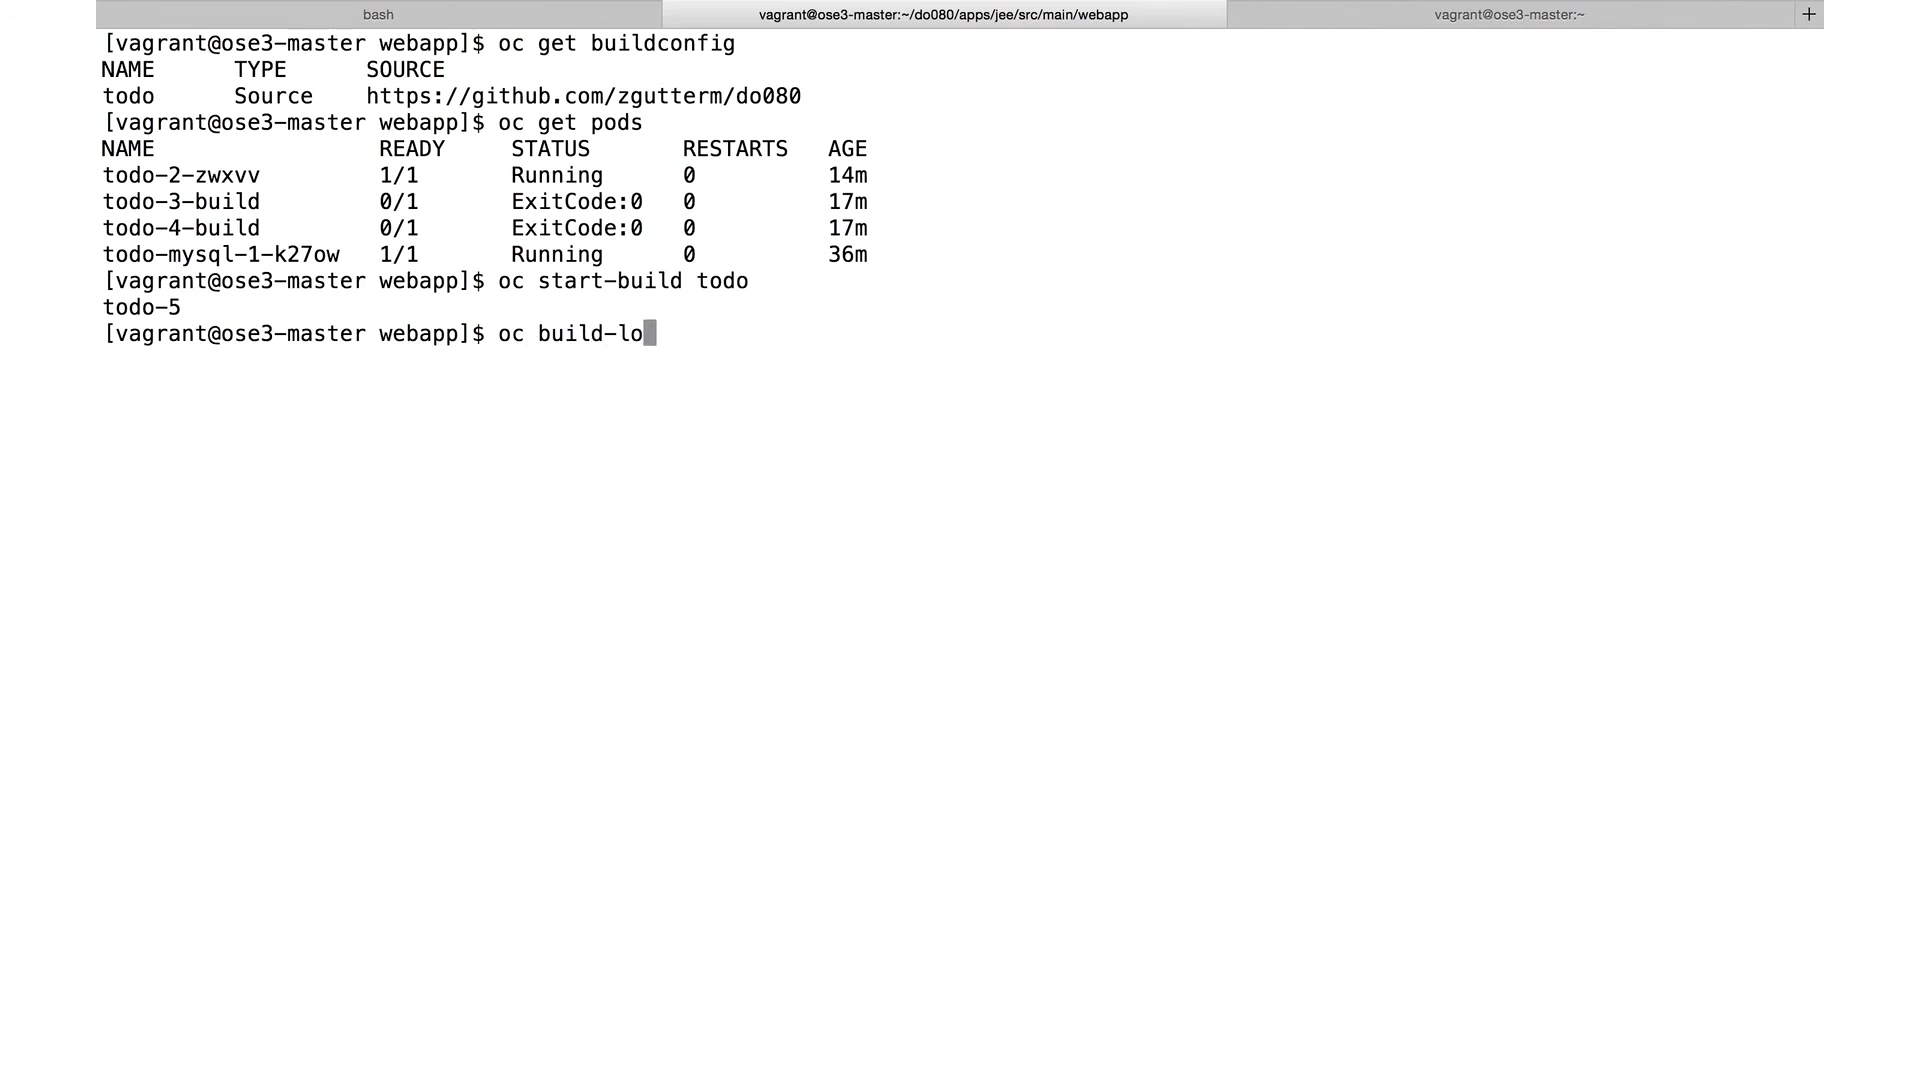 bash vagrant@ose3-master:~/do080/apps/jee/src/main/webapp vagrant@ose3-master:~ +
[vagrant@ose3-master webapp]$ oc get buildconfig
NAME TYPE SOURCE
todo Source https://github.com/zgutterm/do080
[vagrant@ose3-master webapp]$ oc get pods
NAME READY STATUS RESTARTS AGE
todo-2-zwxvv 1/1 Running 0 14m
todo-3-build 0/1 ExitCode:0 0 17m
todo-4-build 0/1 ExitCode:0 0 17m
todo-mysql-1-k27ow 1/1 Running 0 36m
[vagrant@ose3-master webapp]$ oc start-build todo
todo-5
[vagrant@ose3-master webapp]$ oc build-lo